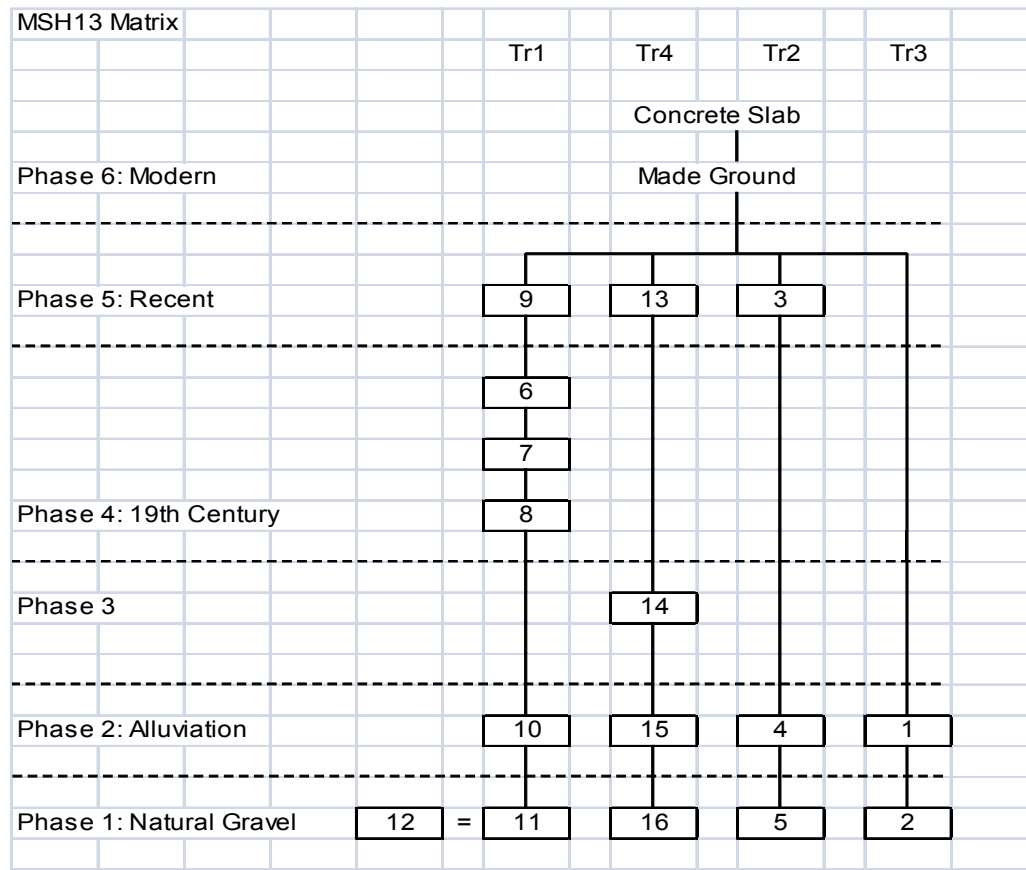 MSH13 Matrix
Tr1 Tr4 Tr2 Tr3
Concrete Slab
Phase 6: Modern Made Ground
Phase 5: Recent 9 13 3
6
7
Phase 4: 19th Century 8
Phase 3 14
Phase 2: Alluviation 10 15 4 1
Phase 1: Natural Gravel 12 = 11 16 5 2